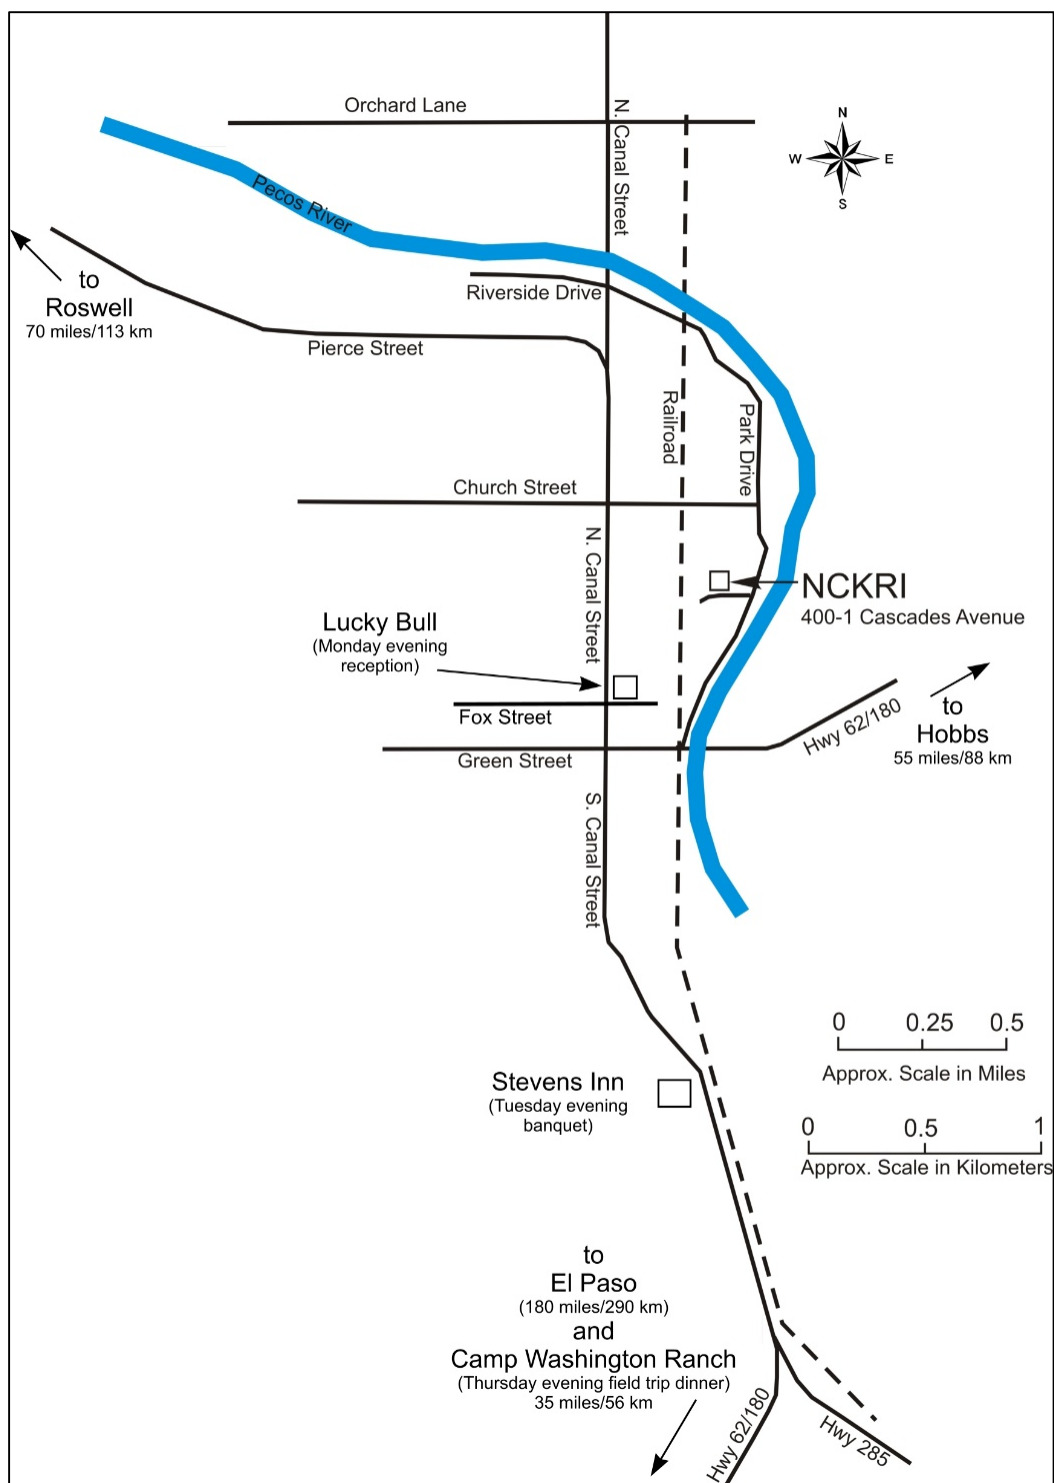 Orchard Lane
N. Canal Street
N
W
E
S
Pecos River
to
Roswell
70 miles/113 km
Riverside Drive
Pierce Street
Railroad
Park Drive
Church Street
N. Canal Street
NCKRI
400-1 Cascades Avenue
Lucky Bull
(Monday evening
reception)
Fox Street
Green Street
Hwy 62/180
to
Hobbs
55 miles/88 km
S. Canal Street
0 0.25 0.5
Approx. Scale in Miles
Stevens Inn
(Tuesday evening
banquet)
0 0.5 1
Approx. Scale in Kilometers
to
El Paso
(180 miles/290 km)
and
Camp Washington Ranch
(Thursday evening field trip dinner)
35 miles/56 km
Hwy 62/180
Hwy 285